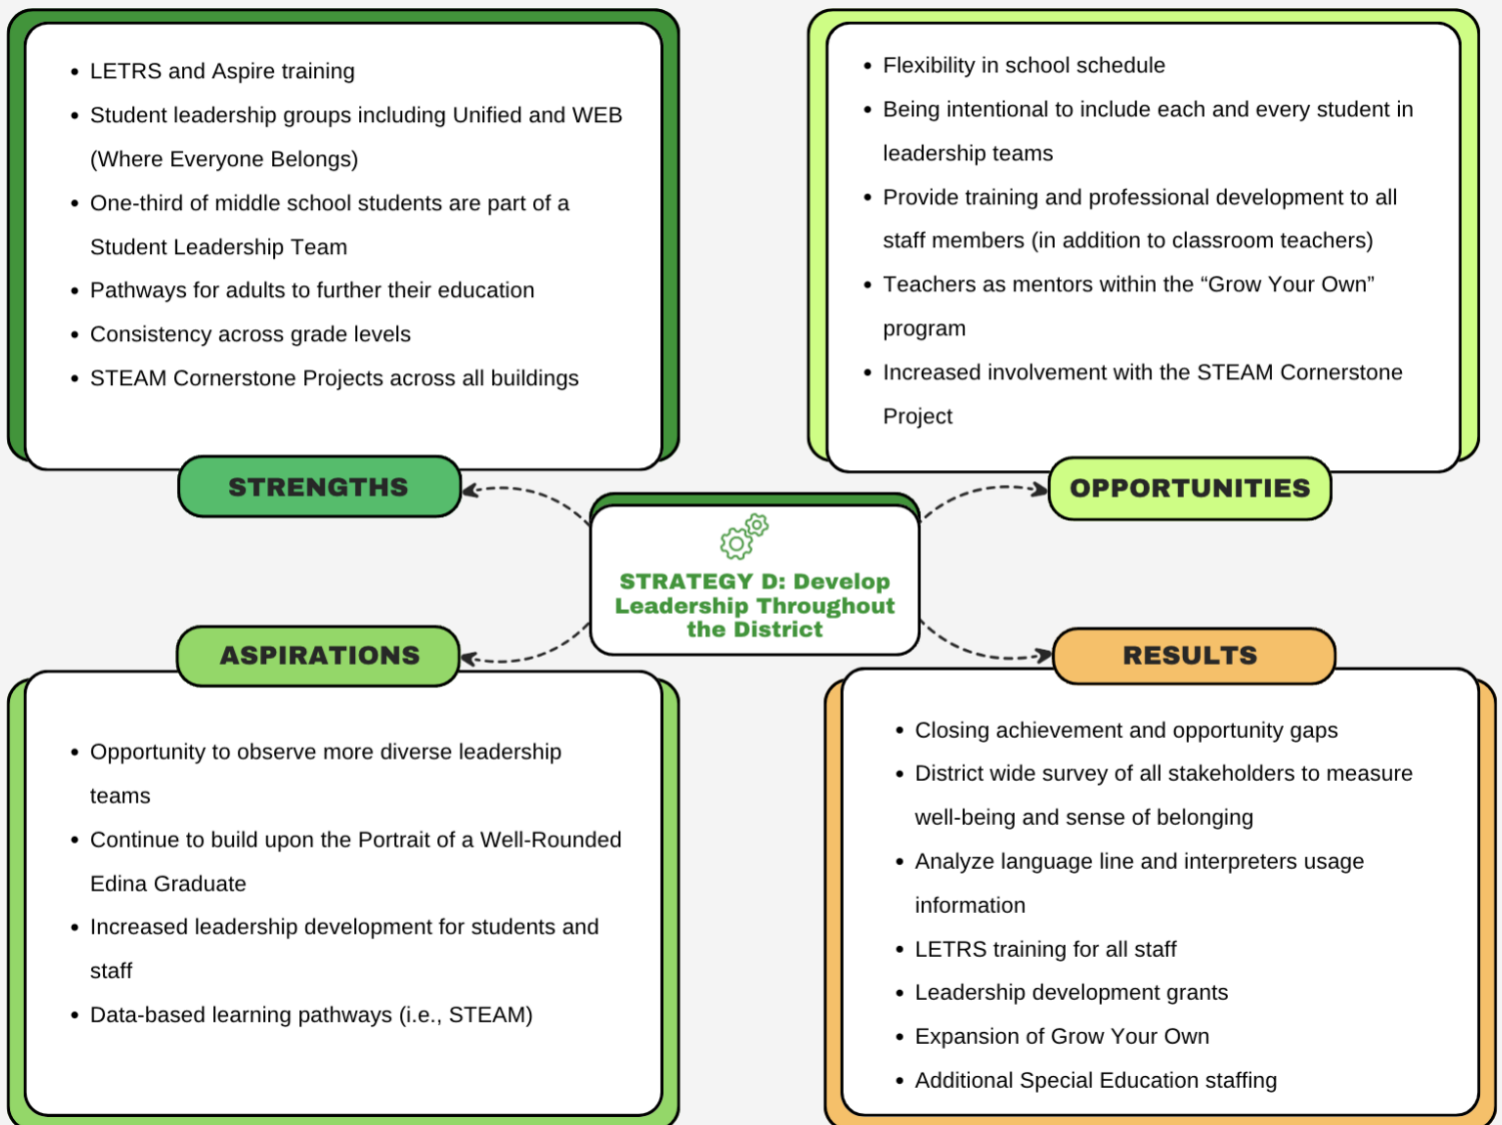 • LETRS and Aspire training
• Student leadership groups including Unified and WEB
(Where Everyone Belongs)
• One-third of middle school students are part of a
Student Leadership Team
• Pathways for adults to further their education
• Consistency across grade levels
• STEAM Cornerstone Projects across all buildings
STRENGTHS
• Flexibility in school schedule
• Being intentional to include each and every student in
leadership teams
• Provide training and professional development to all
staff members (in addition to classroom teachers)
• Teachers as mentors within the “Grow Your Own”
program
• Increased involvement with the STEAM Cornerstone
Project
OPPORTUNITIES
STRATEGY D: Develop
Leadership Throughout
the District
ASPIRATIONS
• Opportunity to observe more diverse leadership
teams
• Continue to build upon the Portrait of a Well-Rounded
Edina Graduate
• Increased leadership development for students and
staff
• Data-based learning pathways (i.e., STEAM)
RESULTS
• Closing achievement and opportunity gaps
• District wide survey of all stakeholders to measure
well-being and sense of belonging
• Analyze language line and interpreters usage
information
• LETRS training for all staff
• Leadership development grants
• Expansion of Grow Your Own
• Additional Special Education staffing